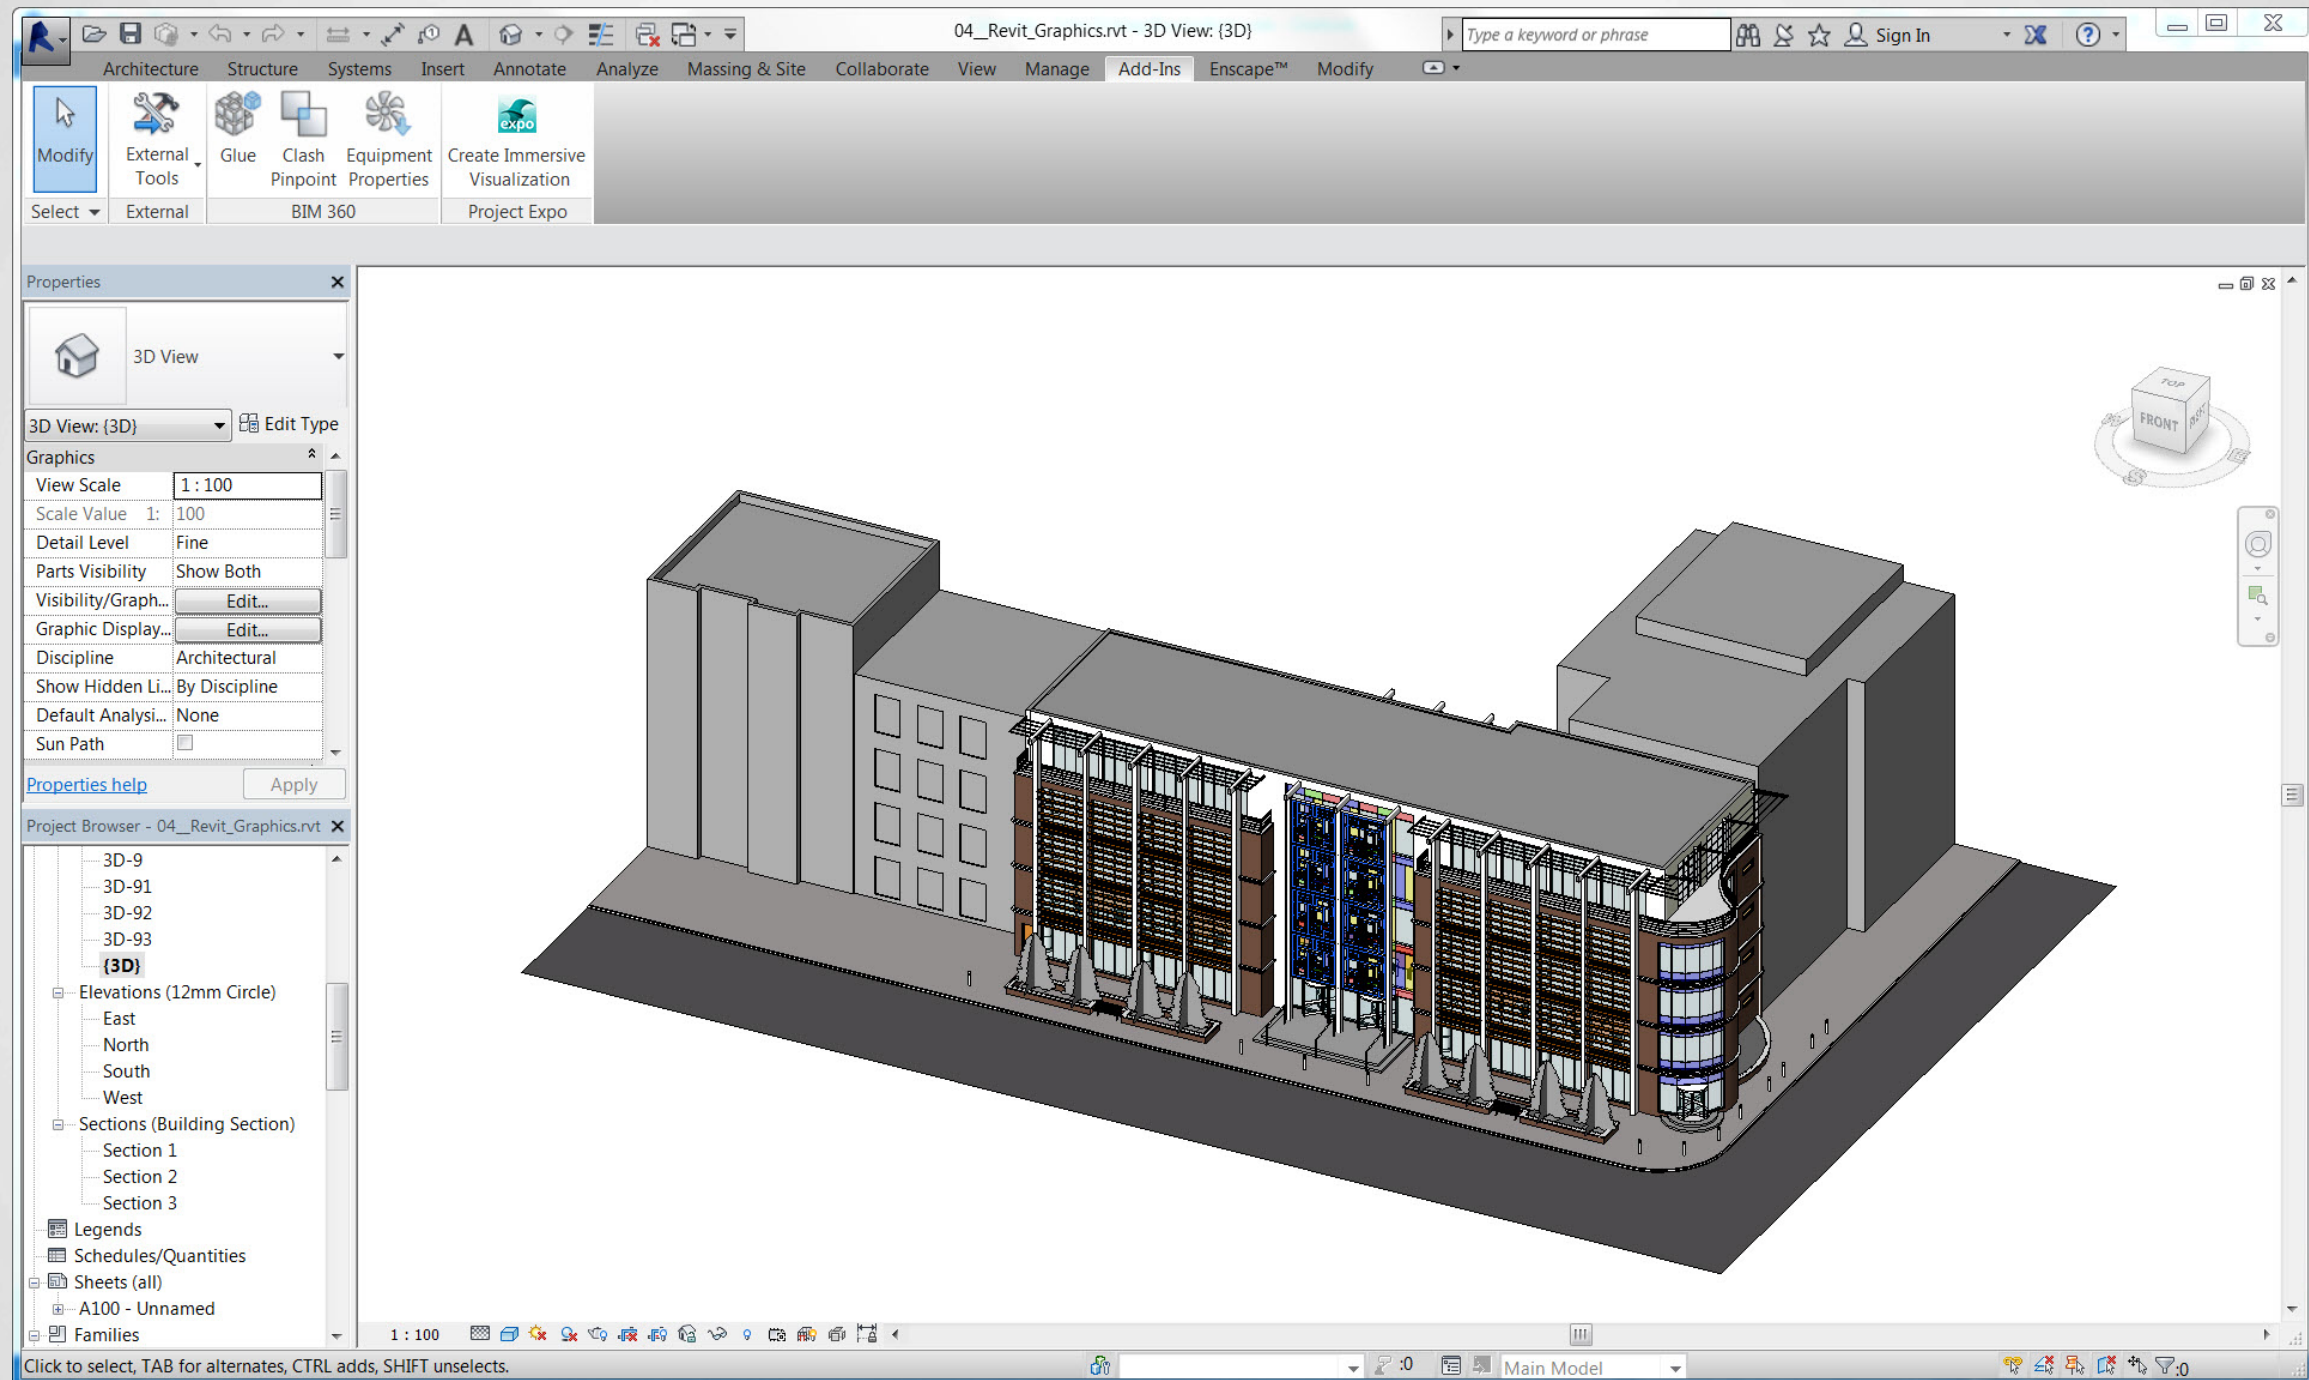 04__Revit_Graphics.rvt - 3D View: {3D}
Type a keyword or phrase
Sign In
Architecture Structure Systems Insert Annotate Analyze Massing & Site Collaborate View Manage Add-Ins Enscape™ Modify
Modify
External Tools
Glue
Clash Pinpoint
Equipment Properties
expo
Create Immersive Visualization
Select External BIM 360 Project Expo
Properties
3D View
3D View: {3D} Edit Type
Graphics
View Scale 1 : 100
Scale Value 1: 100
Detail Level Fine
Parts Visibility Show Both
Visibility/Graph... Edit...
Graphic Display... Edit...
Discipline Architectural
Show Hidden Li... By Discipline
Default Analysi... None
Sun Path
Properties help Apply
Project Browser - 04__Revit_Graphics.rvt
3D-9
3D-91
3D-92
3D-93
{3D}
Elevations (12mm Circle)
East
North
South
West
Sections (Building Section)
Section 1
Section 2
Section 3
Legends
Schedules/Quantities
Sheets (all)
A100 - Unnamed
Families
TOP
FRONT
RIGHT
S
E
1 : 100
Click to select, TAB for alternates, CTRL adds, SHIFT unselects.
:0
Main Model
:0